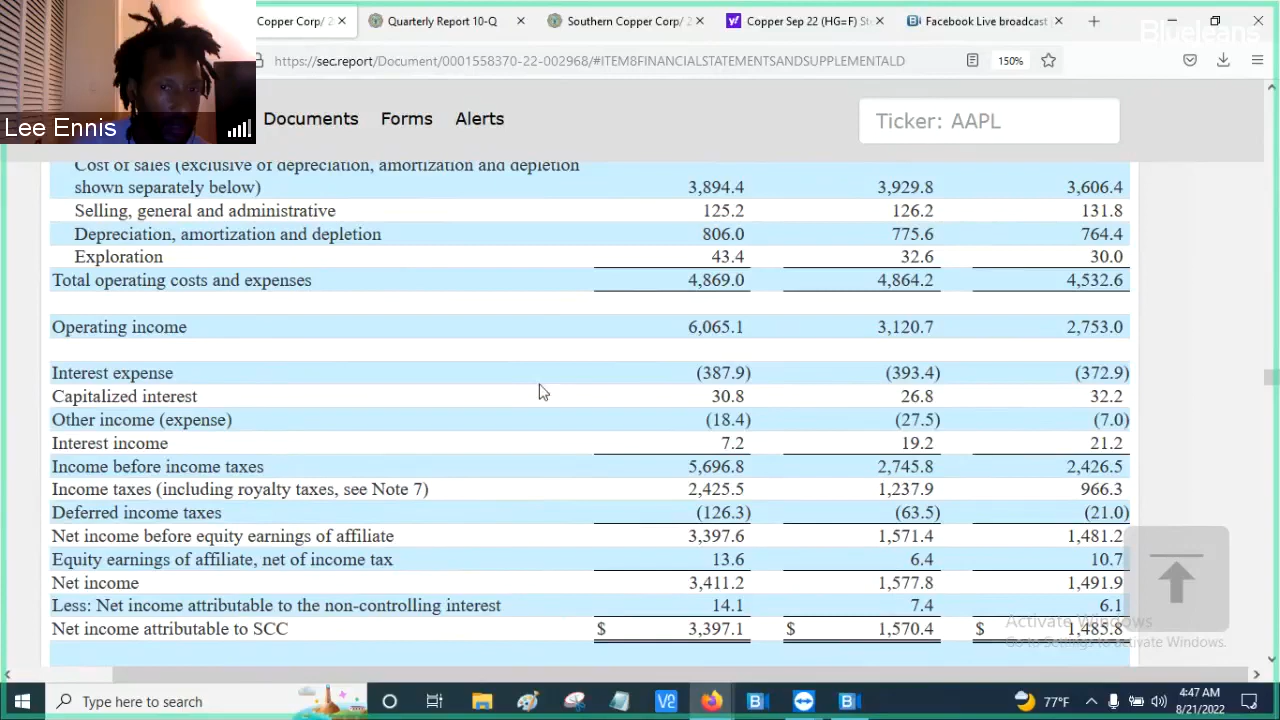 Copper Corp/ 2
Quarterly Report 10-Q
Southern Copper Corp/ 2
Copper Sep 22 (HG=F) St
Facebook Live broadcast
BlueJeans
https://sec.report/Document/0001558370-22-002968/#ITEM8FINANCIALSTATEMENTSANDSUPPLEMENTALD
150%
Lee Ennis
Documents Forms Alerts
Ticker: AAPL
Cost of sales (exclusive of depreciation, amortization and depletion
shown separately below) 3,894.4 3,929.8 3,606.4
Selling, general and administrative 125.2 126.2 131.8
Depreciation, amortization and depletion 806.0 775.6 764.4
Exploration 43.4 32.6 30.0
Total operating costs and expenses 4,869.0 4,864.2 4,532.6
Operating income 6,065.1 3,120.7 2,753.0
Interest expense (387.9) (393.4) (372.9)
Capitalized interest 30.8 26.8 32.2
Other income (expense) (18.4) (27.5) (7.0)
Interest income 7.2 19.2 21.2
Income before income taxes 5,696.8 2,745.8 2,426.5
Income taxes (including royalty taxes, see Note 7) 2,425.5 1,237.9 966.3
Deferred income taxes (126.3) (63.5) (21.0)
Net income before equity earnings of affiliate 3,397.6 1,571.4 1,481.2
Equity earnings of affiliate, net of income tax 13.6 6.4 10.7
Net income 3,411.2 1,577.8 1,491.9
Less: Net income attributable to the non-controlling interest 14.1 7.4 6.1
Net income attributable to SCC $ 3,397.1 $ 1,570.4 $ 1,485.8
Activate Windows
Go to Settings to activate Windows.
Type here to search
77°F
4:47 AM
8/21/2022